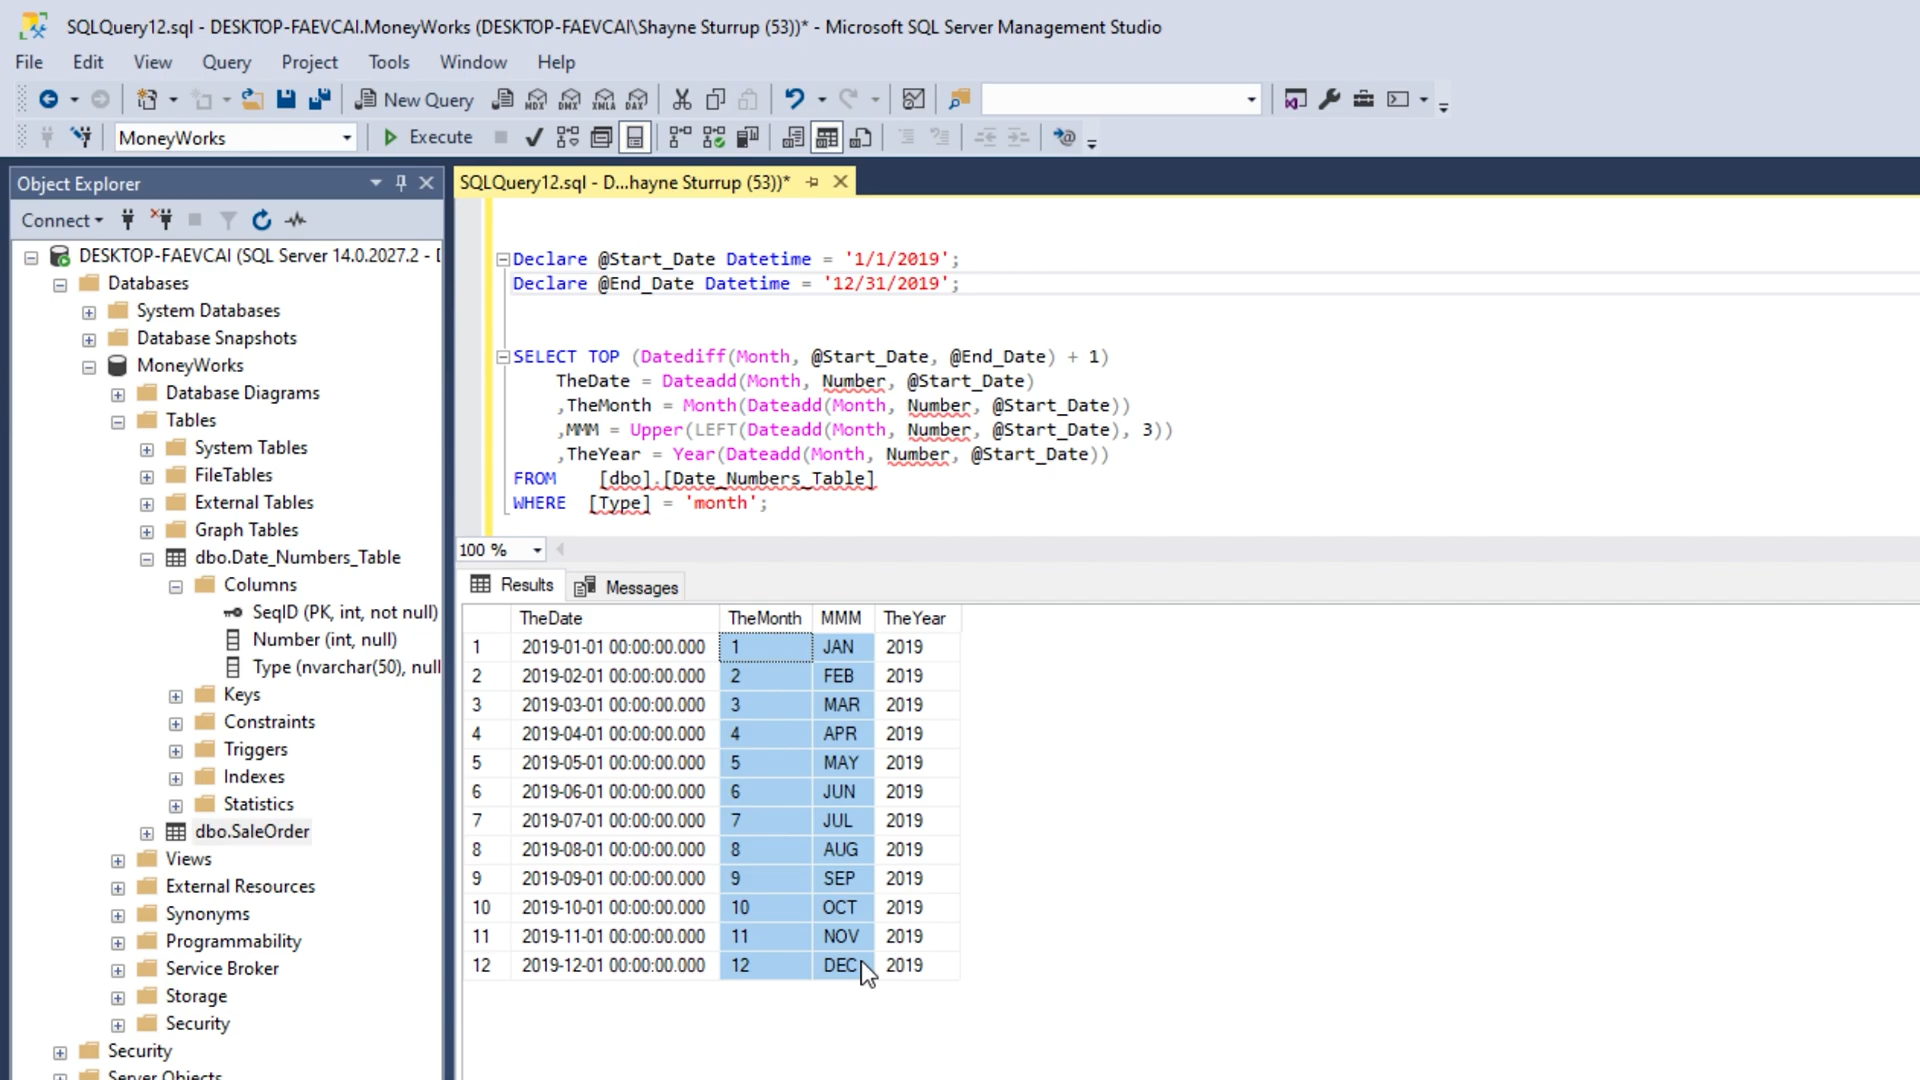 SQLQuery12.sql - DESKTOP-FAEVCAI.MoneyWorks (DESKTOP-FAEVCAI\Shayne Sturrup (53))* - Microsoft SQL Server Management Studio
File Edit View Query Project Tools Window Help
New Query MDX DMX XMLA DAX
MoneyWorks Execute
Object Explorer
Connect
DESKTOP-FAEVCAI (SQL Server 14.0.2027.2 - D
Databases
System Databases
Database Snapshots
MoneyWorks
Database Diagrams
Tables
System Tables
FileTables
External Tables
Graph Tables
dbo.Date_Numbers_Table
Columns
SeqID (PK, int, not null)
Number (int, null)
Type (nvarchar(50), null
Keys
Constraints
Triggers
Indexes
Statistics
dbo.SaleOrder
Views
External Resources
Synonyms
Programmability
Service Broker
Storage
Security
Security
Server Objects
SQLQuery12.sql - D...hayne Sturrup (53))*
Declare @Start_Date Datetime = '1/1/2019';
Declare @End_Date Datetime = '12/31/2019';
SELECT TOP (Datediff(Month, @Start_Date, @End_Date) + 1)
TheDate = Dateadd(Month, Number, @Start_Date)
,TheMonth = Month(Dateadd(Month, Number, @Start_Date))
,MMM = Upper(LEFT(Dateadd(Month, Number, @Start_Date), 3))
,TheYear = Year(Dateadd(Month, Number, @Start_Date))
FROM [dbo].[Date_Numbers_Table]
WHERE [Type] = 'month';
100 %
Results Messages
TheDate TheMonth MMM TheYear
1 2019-01-01 00:00:00.000 1 JAN 2019
2 2019-02-01 00:00:00.000 2 FEB 2019
3 2019-03-01 00:00:00.000 3 MAR 2019
4 2019-04-01 00:00:00.000 4 APR 2019
5 2019-05-01 00:00:00.000 5 MAY 2019
6 2019-06-01 00:00:00.000 6 JUN 2019
7 2019-07-01 00:00:00.000 7 JUL 2019
8 2019-08-01 00:00:00.000 8 AUG 2019
9 2019-09-01 00:00:00.000 9 SEP 2019
10 2019-10-01 00:00:00.000 10 OCT 2019
11 2019-11-01 00:00:00.000 11 NOV 2019
12 2019-12-01 00:00:00.000 12 DEC 2019